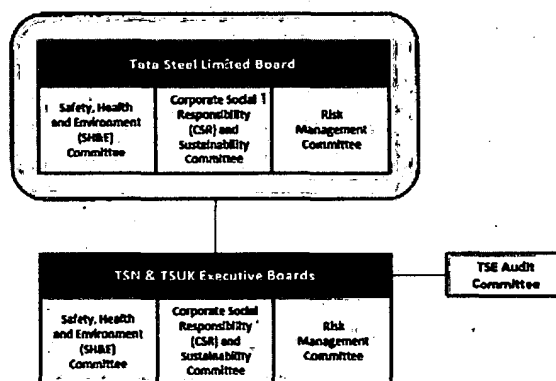 Tata Steel Limited Board
Safety, Health
and Environment
(SH&E)
Committee
Corporate Social
Responsibility
(CSR) and
Sustainability
Committee
Risk
Management
Committee
TSN & TSUK Executive Boards
TSE Audit
Committee
Safety, Health
and Environment
(SH&E)
Committee
Corporate Social
Responsibility
(CSR) and
Sustainability
Committee
Risk
Management
Committee